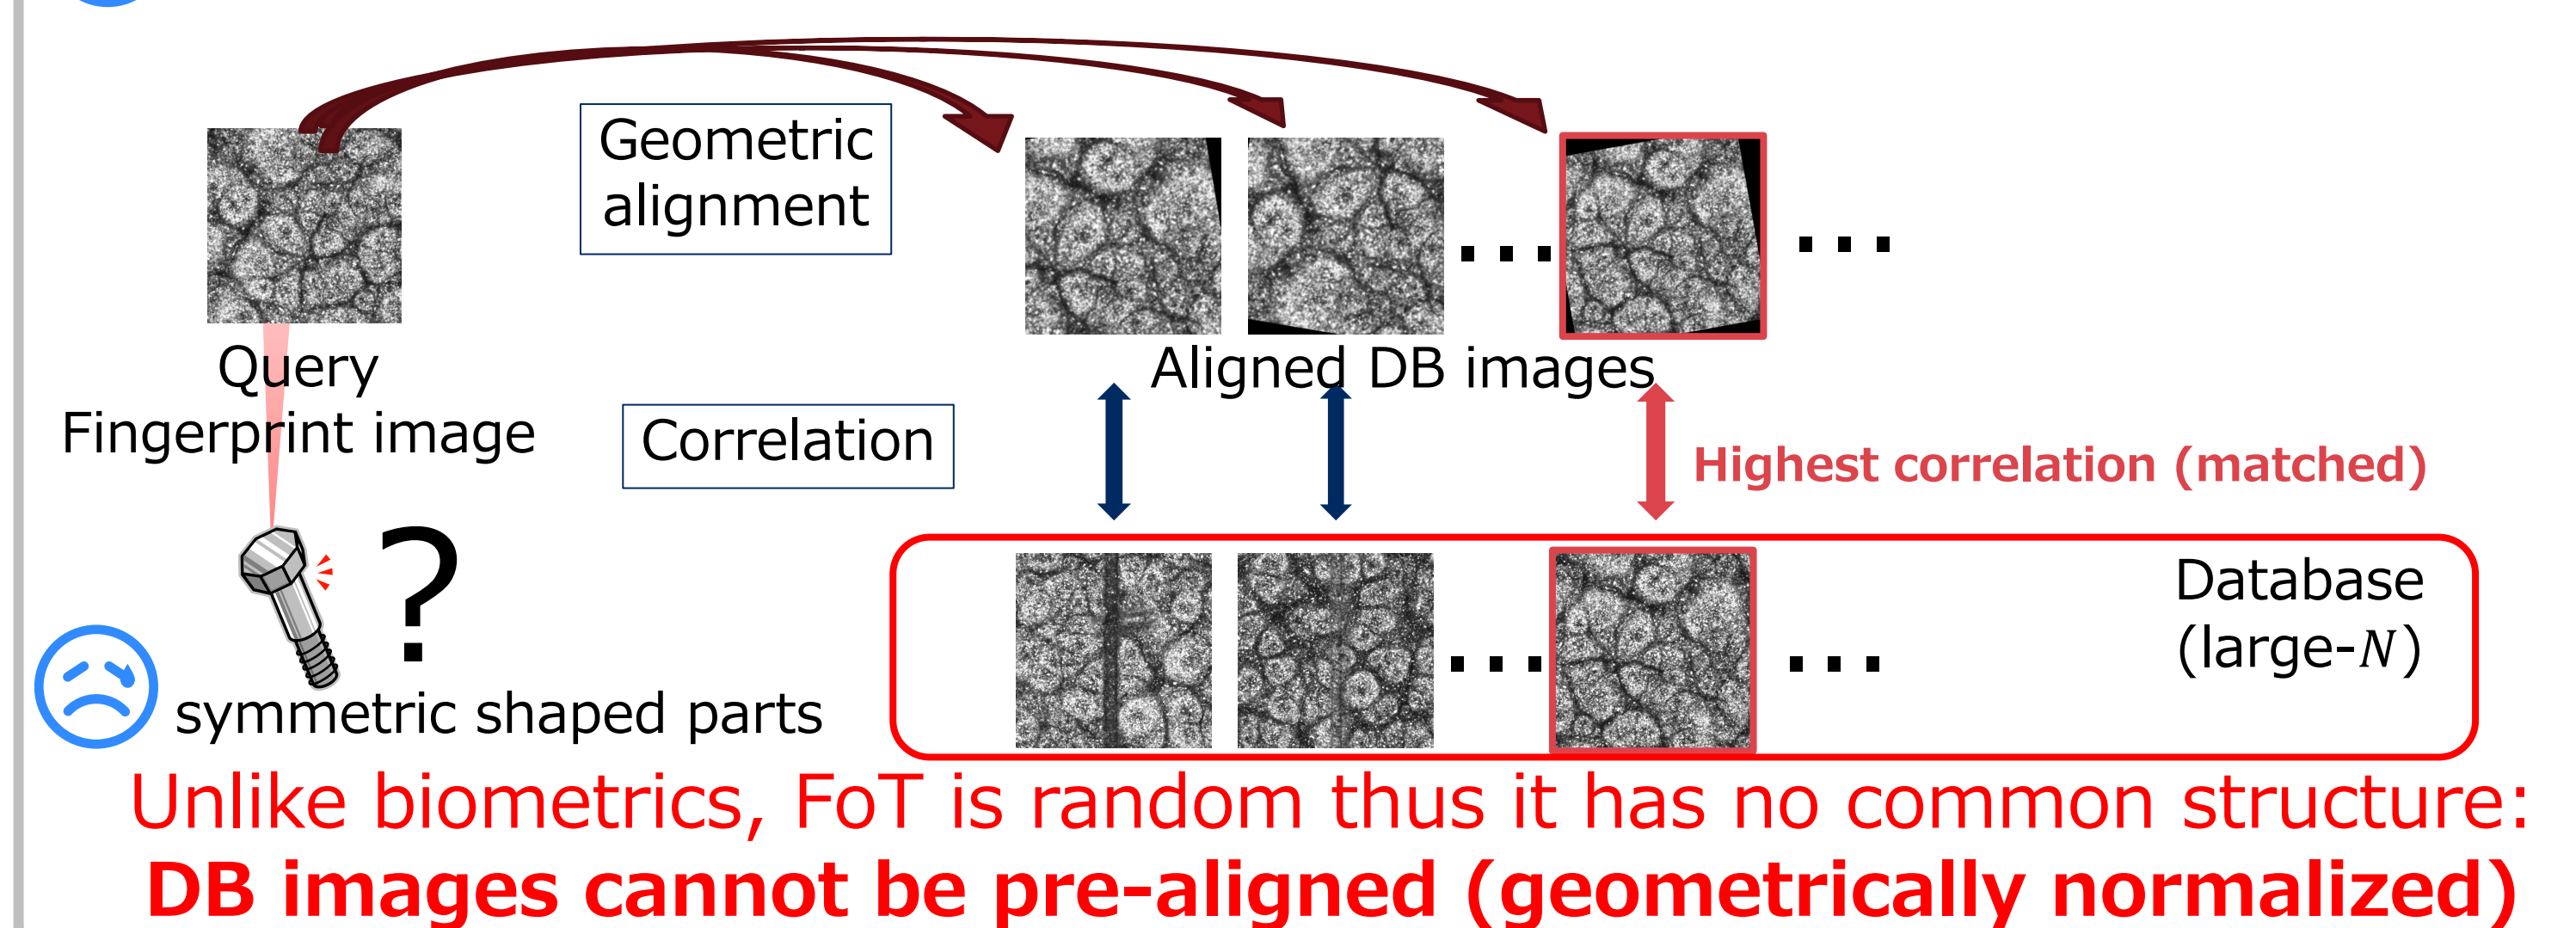 Geometric
alignment
Query
Fingerprint image
Aligned DB images
Correlation
Highest correlation (matched)
?
symmetric shaped parts
Database
(large-N)
Unlike biometrics, FoT is random thus it has no common structure:
DB images cannot be pre-aligned (geometrically normalized)